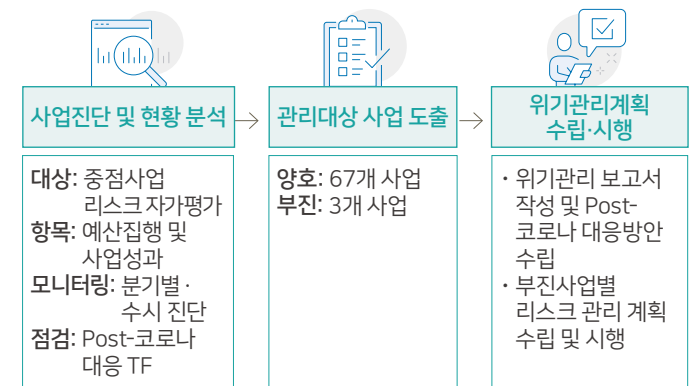 사업진단 및 현황 분석
대상: 중점사업
리스크 자가평가
항목: 예산집행 및
사업성과
모니터링: 분기별 ·
수시 진단
점검: Post-코로나
대응 TF
관리대상 사업 도출
양호: 67개 사업
부진: 3개 사업
위기관리계획
수립·시행
· 위기관리 보고서
작성 및 Post-
코로나 대응방안
수립
· 부진사업별
리스크 관리 계획
수립 및 시행